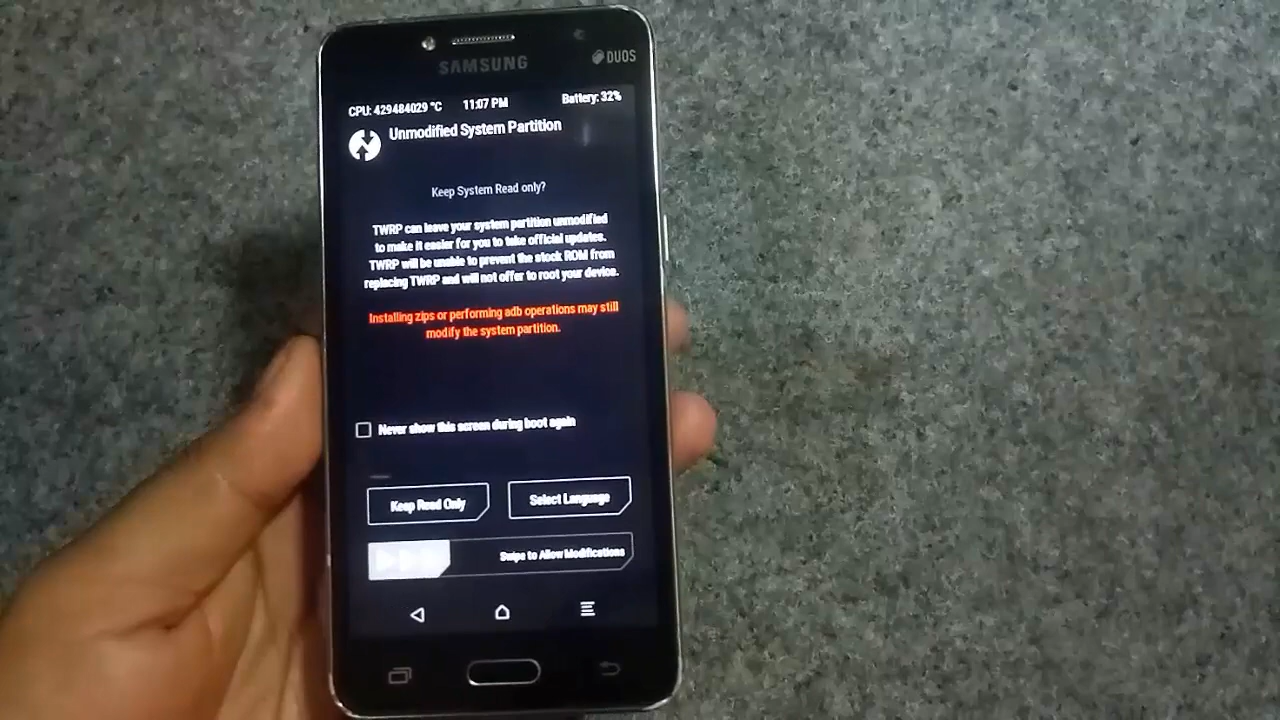 SAMSUNG
DUOS
CPU: 429484029 °C 11:07 PM Battery: 32%
Unmodified System Partition
Keep System Read only?
TWRP can leave your system partition unmodified
to make it easier for you to take official updates.
TWRP will be unable to prevent the stock ROM from
replacing TWRP and will not offer to root your device.
Installing zips or performing adb operations may still
modify the system partition.
Never show this screen during boot again
Keep Read Only
Select Language
Swipe to Allow Modifications